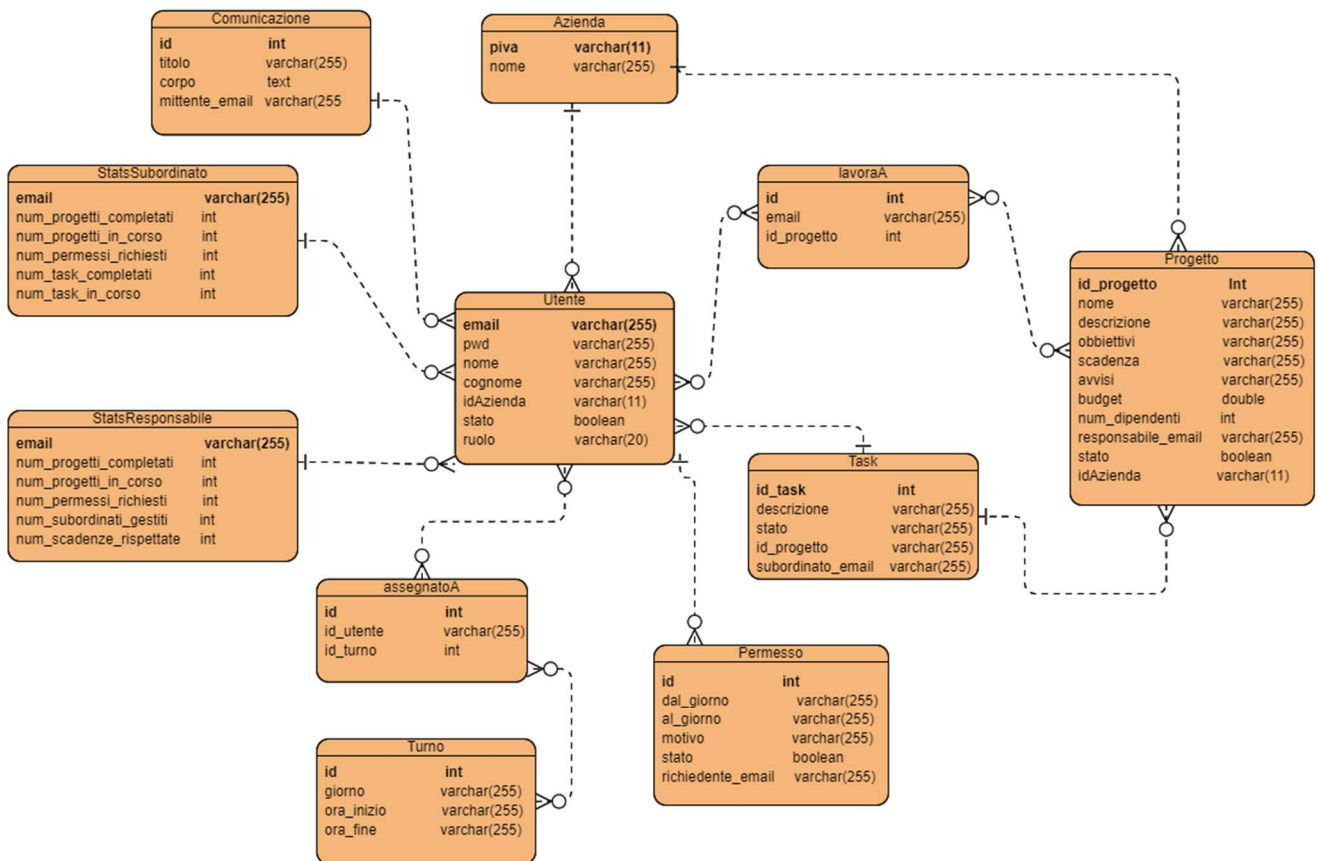 Comunicazione
id int
titolo varchar(255)
corpo text
mittente_email varchar(255
Azienda
piva varchar(11)
nome varchar(255)
StatsSubordinato
email varchar(255)
num_progetti_completati int
num_progetti_in_corso int
num_permessi_richiesti int
num_task_completati int
num_task_in_corso int
lavoraA
id int
email varchar(255)
id_progetto int
Progetto
id_progetto Int
nome varchar(255)
descrizione varchar(255)
obbiettivi varchar(255)
scadenza varchar(255)
avvisi varchar(255)
budget double
num_dipendenti int
responsabile_email varchar(255)
stato boolean
idAzienda varchar(11)
Utente
email varchar(255)
pwd varchar(255)
nome varchar(255)
cognome varchar(255)
idAzienda varchar(11)
stato boolean
ruolo varchar(20)
StatsResponsabile
email varchar(255)
num_progetti_completati int
num_progetti_in_corso int
num_permessi_richiesti int
num_subordinati_gestiti int
num_scadenze_rispettate int
Task
id_task int
descrizione varchar(255)
stato varchar(255)
id_progetto varchar(255)
subordinato_email varchar(255)
assegnatoA
id int
id_utente varchar(255)
id_turno int
Permesso
id int
dal_giorno varchar(255)
al_giorno varchar(255)
motivo varchar(255)
stato boolean
richiedente_email varchar(255)
Turno
id int
giorno varchar(255)
ora_inizio varchar(255)
ora_fine varchar(255)